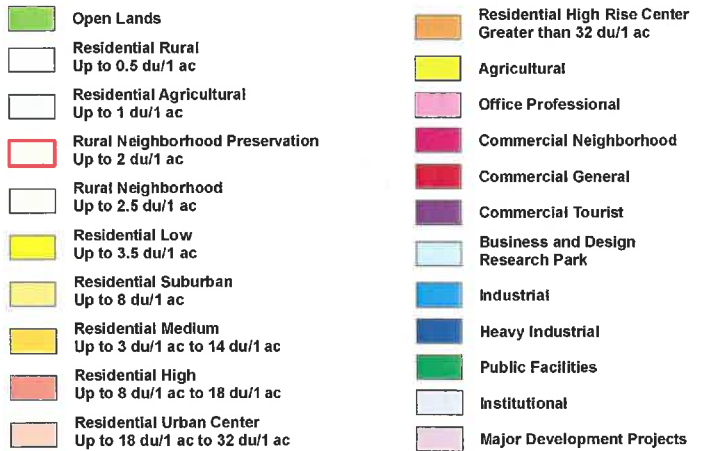 Open Lands
Residential Rural
Up to 0.5 du/1 ac
Residential Agricultural
Up to 1 du/1 ac
Rural Neighborhood Preservation
Up to 2 du/1 ac
Rural Neighborhood
Up to 2.5 du/1 ac
Residential Low
Up to 3.5 du/1 ac
Residential Suburban
Up to 8 du/1 ac
Residential Medium
Up to 3 du/1 ac to 14 du/1 ac
Residential High
Up to 8 du/1 ac to 18 du/1 ac
Residential Urban Center
Up to 18 du/1 ac to 32 du/1 ac
Residential High Rise Center
Greater than 32 du/1 ac
Agricultural
Office Professional
Commercial Neighborhood
Commercial General
Commercial Tourist
Business and Design
Research Park
Industrial
Heavy Industrial
Public Facilities
Institutional
Major Development Projects